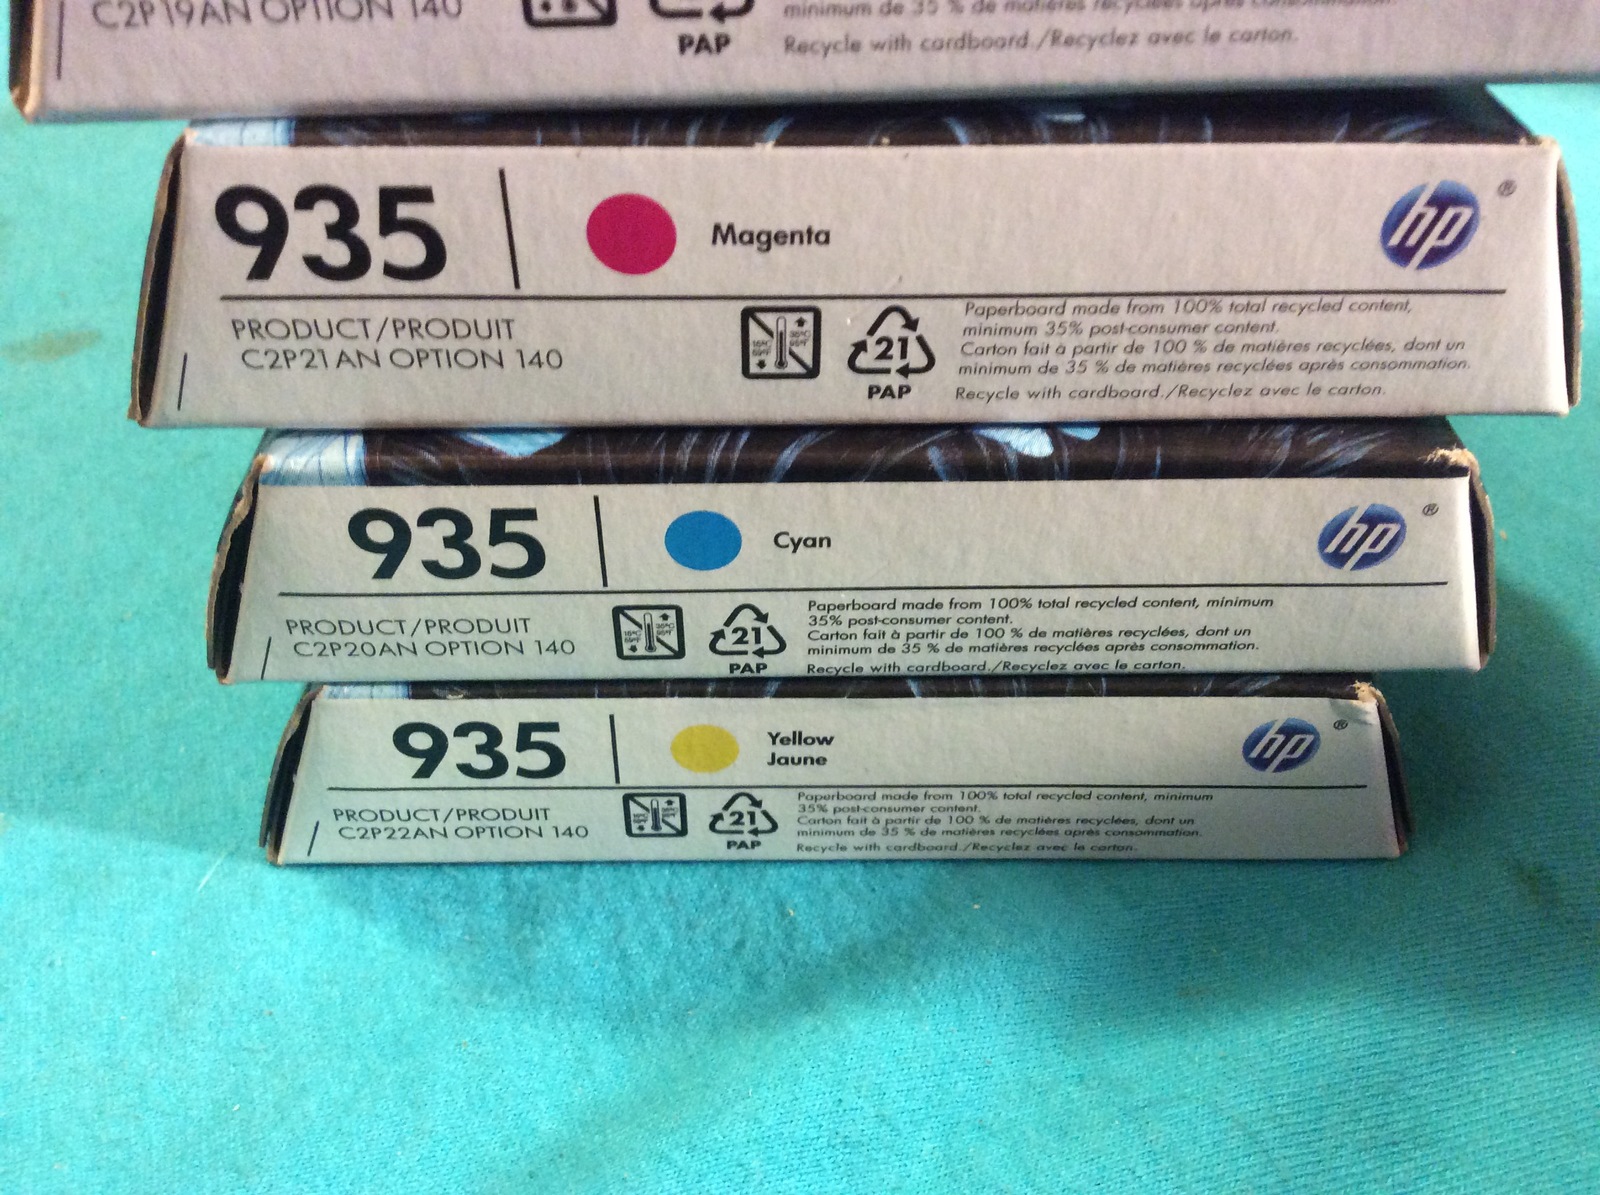 C2P19AN OPTION 140
minimum de 35 % de matières recyclées après consommation.
PAP
Recycle with cardboard./Recyclez avec le carton.
935
Magenta
hp ®
PRODUCT/PRODUIT
C2P21AN OPTION 140
21
PAP
Paperboard made from 100% total recycled content,
minimum 35% post-consumer content.
Carton fait à partir de 100 % de matières recyclées, dont un
minimum de 35 % de matières recyclées après consommation.
Recycle with cardboard./Recyclez avec le carton.
935
Cyan
hp ®
PRODUCT/PRODUIT
C2P20AN OPTION 140
21
PAP
Paperboard made from 100% total recycled content, minimum
35% post-consumer content.
Carton fait à partir de 100 % de matières recyclées, dont un
minimum de 35 % de matières recyclées après consommation.
Recycle with cardboard./Recyclez avec le carton.
935
Yellow
Jaune
hp ®
PRODUCT/PRODUIT
C2P22AN OPTION 140
21
PAP
Paperboard made from 100% total recycled content, minimum
35% post-consumer content.
Carton fait à partir de 100 % de matières recyclées, dont un
minimum de 35 % de matières recyclées après consommation.
Recycle with cardboard./Recyclez avec le carton.